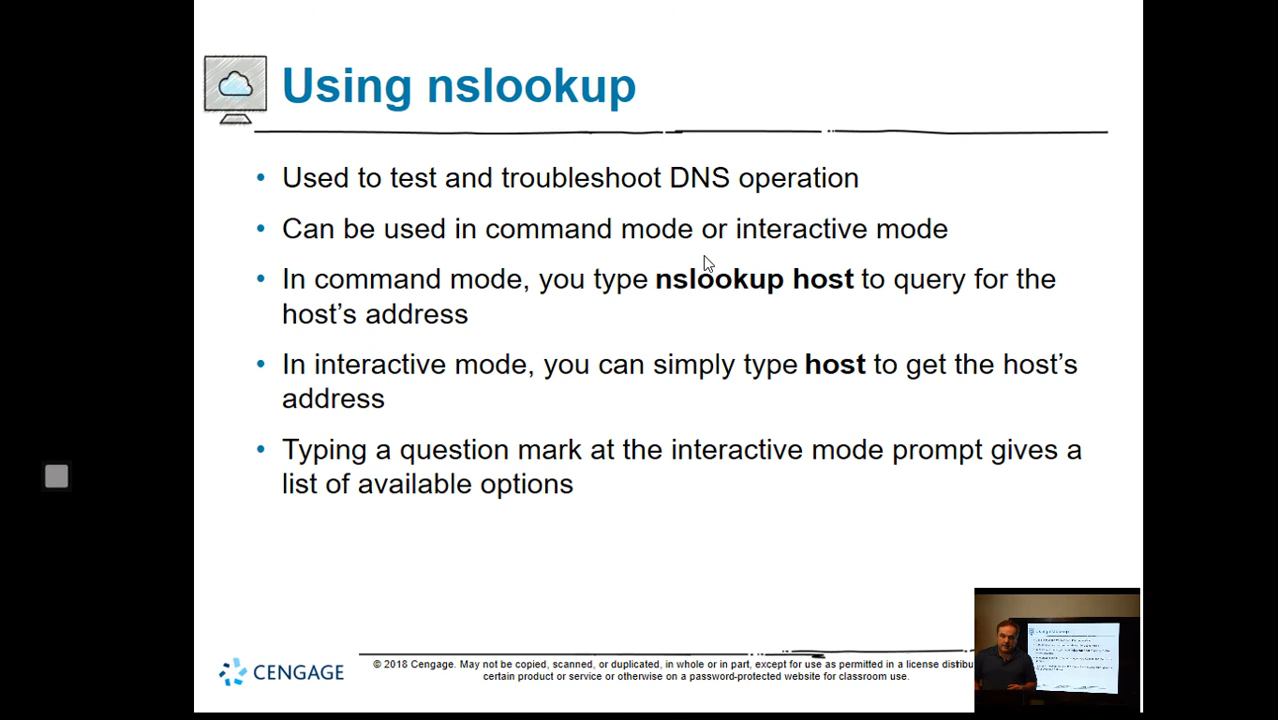 Using nslookup
• Used to test and troubleshoot DNS operation
• Can be used in command mode or interactive mode
• In command mode, you type nslookup host to query for the
host’s address
• In interactive mode, you can simply type host to get the host’s
address
• Typing a question mark at the interactive mode prompt gives a
list of available options
CENGAGE
© 2018 Cengage. May not be copied, scanned, or duplicated, in whole or in part, except for use as permitted in a license
certain product or service or otherwise on a password-protected website for classroom use.
Using nslookup